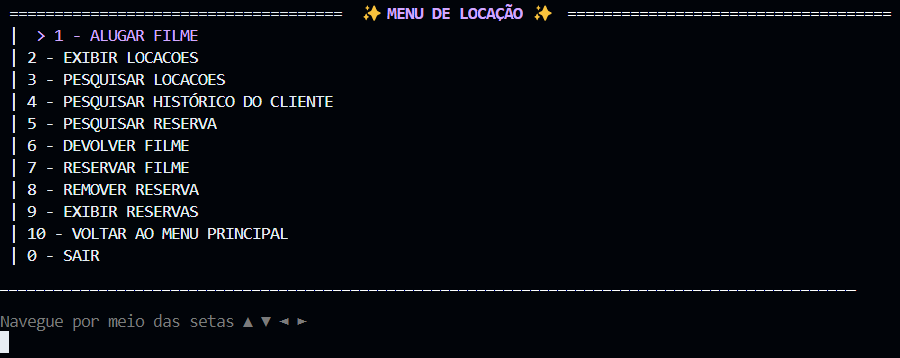 ===================================== ✨ MENU DE LOCAÇÃO ✨ ====================================
| > 1 - ALUGAR FILME
| 2 - EXIBIR LOCACOES
| 3 - PESQUISAR LOCACOES
| 4 - PESQUISAR HISTÓRICO DO CLIENTE
| 5 - PESQUISAR RESERVA
| 6 - DEVOLVER FILME
| 7 - RESERVAR FILME
| 8 - REMOVER RESERVA
| 9 - EXIBIR RESERVAS
| 10 - VOLTAR AO MENU PRINCIPAL
| 0 - SAIR
_______________________________________________________________________________________________
Navegue por meio das setas ▲ ▼ ◄ ►